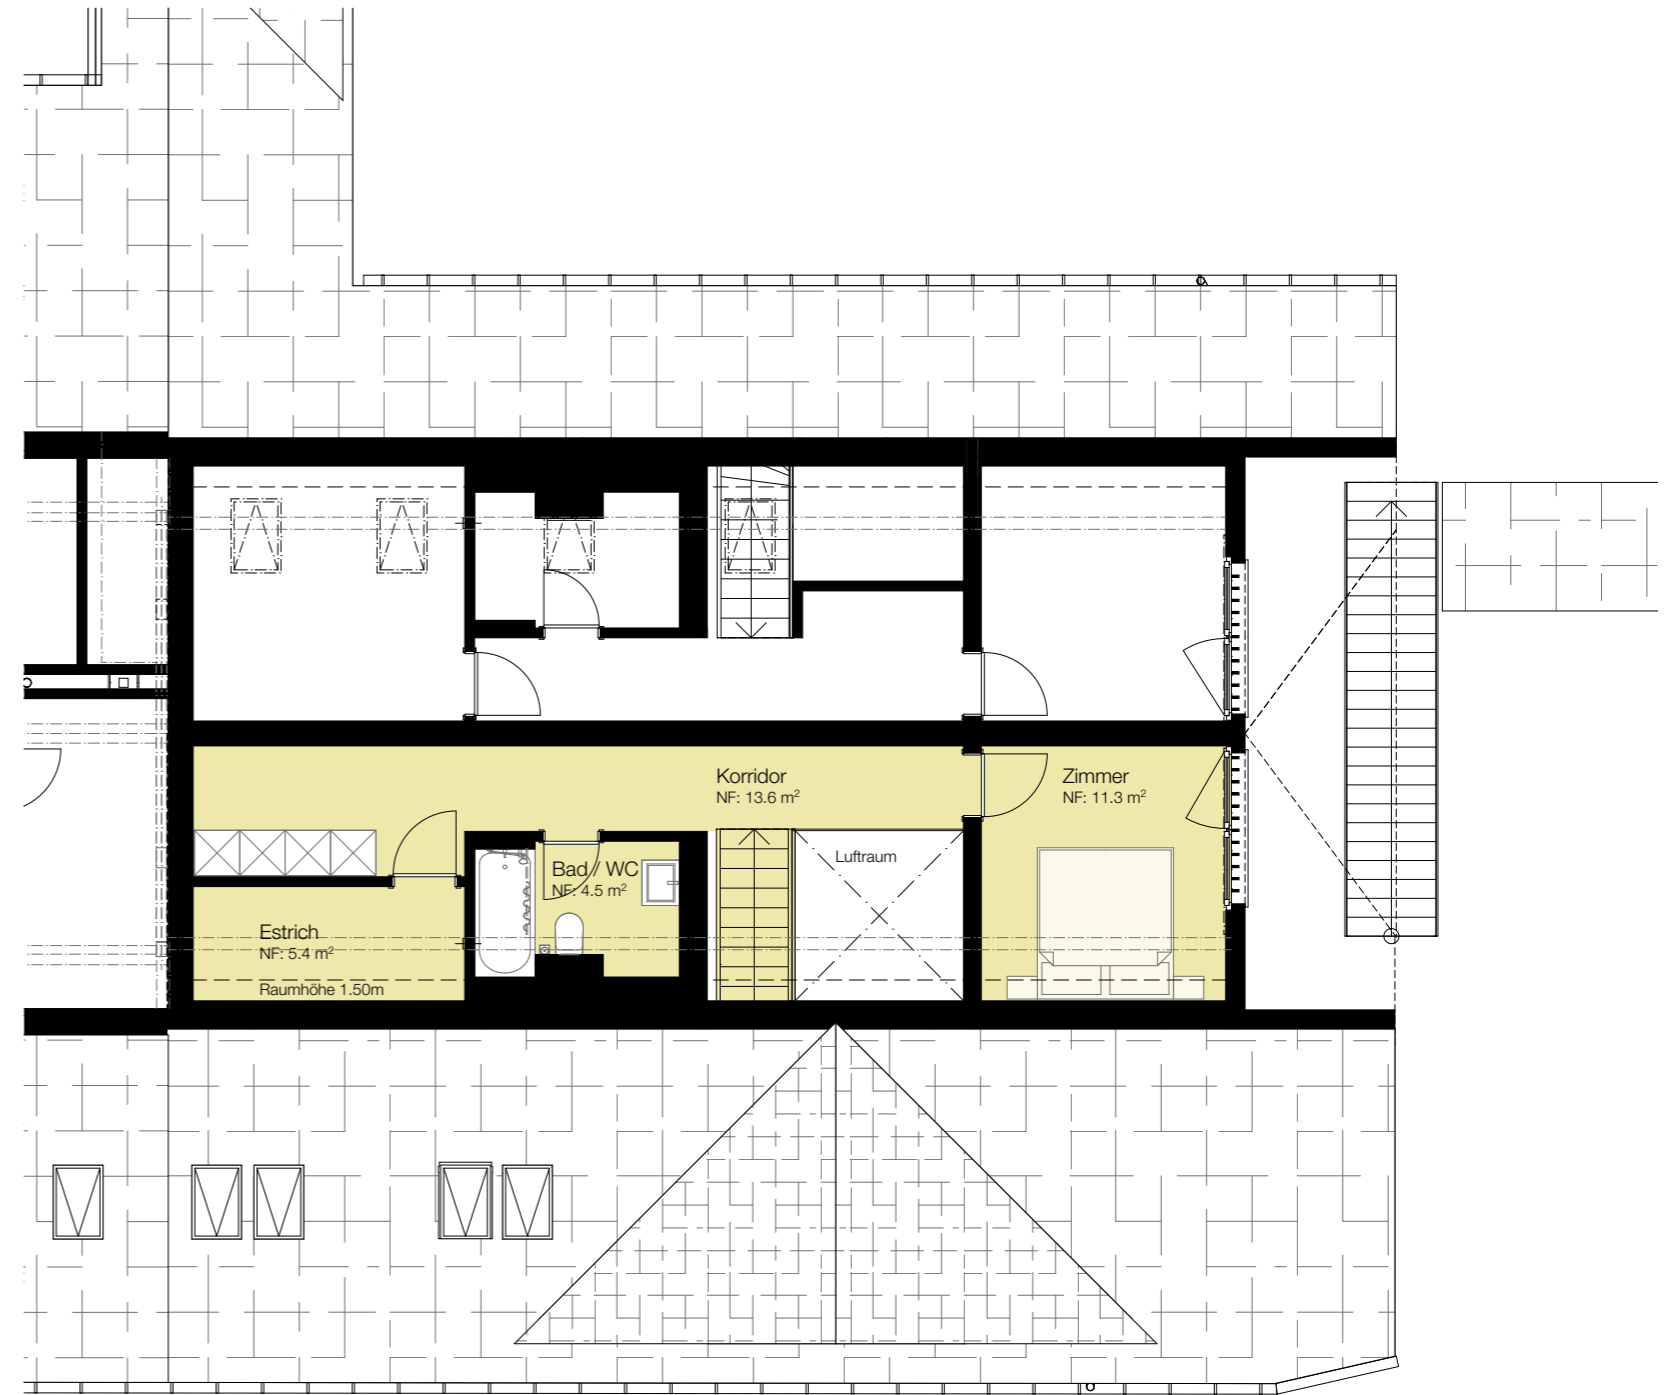 Korridor
NF: 13.6 m²
Zimmer
NF: 11.3 m²
Luftraum
Bad / WC
NF: 4.5 m²
Estrich
NF: 5.4 m²
Raumhöhe 1.50m